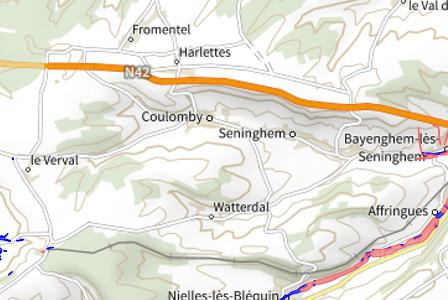 le Val d
Fromentel
Harlettes
N42
Coulomby
Seninghem
Bayenghem-lès-
Seninghem
le Verval
Watterdal
Affringues
Nielles-lès-Bléquin